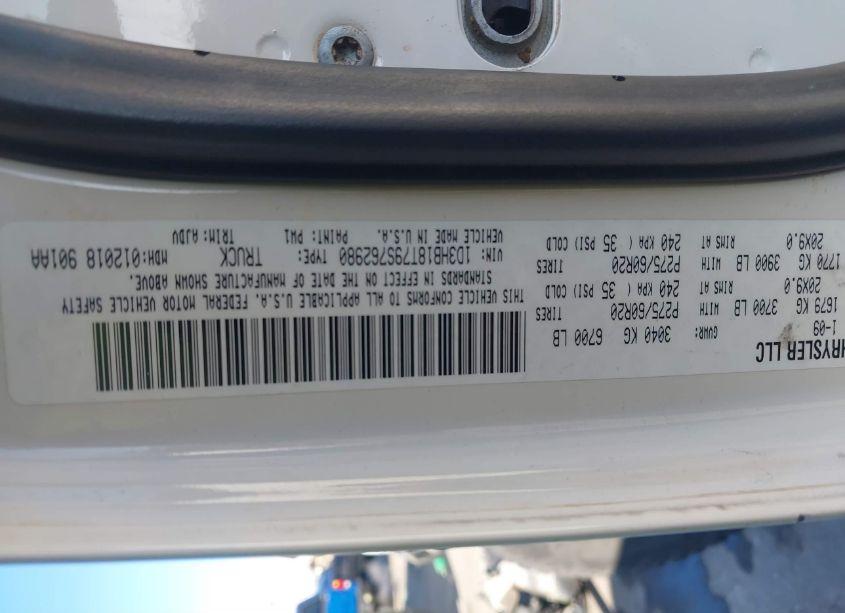 HRYSLER LLC
1-09 GVWR: 3040 KG 6700 LB
1679 KG 3700 LB WITH P275/60R20 TIRES
20X9.0 RIMS AT 240 KPA ( 35 PSI) COLD
1770 KG 3900 LB WITH P275/60R20 TIRES
20X9.0 RIMS AT 240 KPA ( 35 PSI) COLD
THIS VEHICLE CONFORMS TO ALL APPLICABLE U.S.A. FEDERAL MOTOR VEHICLE SAFETY
STANDARDS IN EFFECT ON THE DATE OF MANUFACTURE SHOWN ABOVE.
VIN: 1D3HB18T79S762980 TYPE: TRUCK MDH:012018 901AA
VEHICLE MADE IN U.S.A. PAINT: PW1 TRIM: AJDV